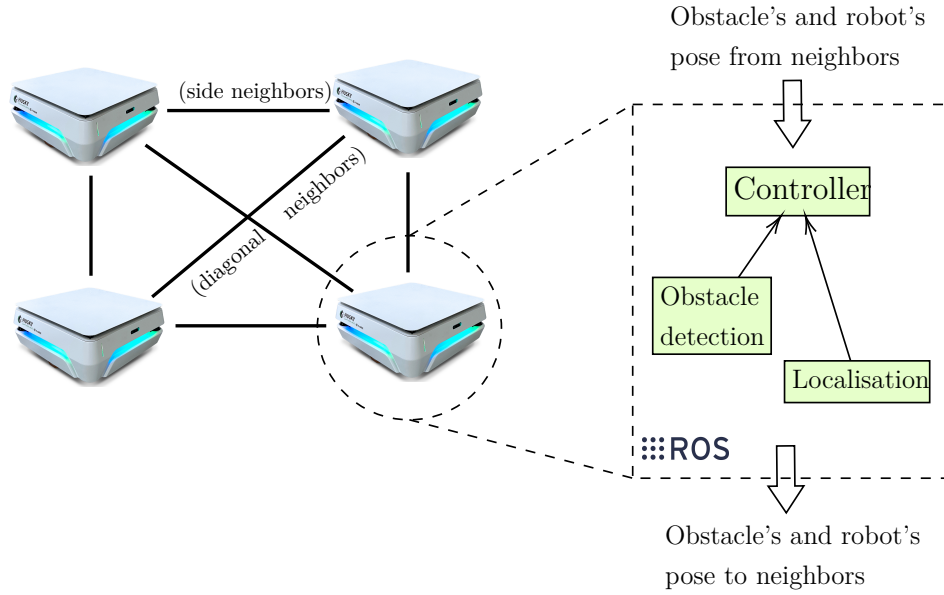 Obstacle's and robot's
pose from neighbors
(side neighbors)
(diagonal neighbors)
Controller
Obstacle
detection
Localisation
ROS
Obstacle's and robot's
pose to neighbors